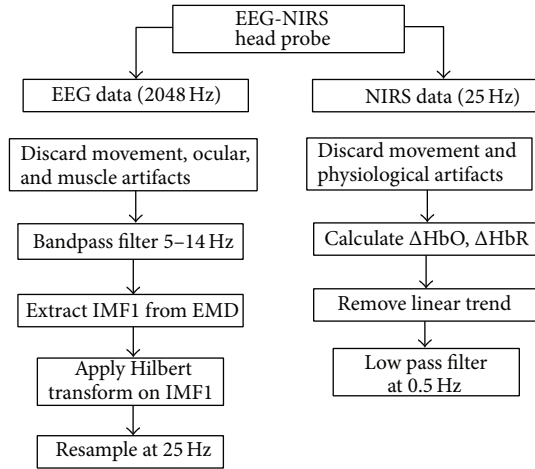 EEG-NIRS
head probe
EEG data (2048 Hz)
Discard movement, ocular,
and muscle artifacts
Bandpass filter 5–14 Hz
Extract IMF1 from EMD
Apply Hilbert
transform on IMF1
Resample at 25 Hz
NIRS data (25 Hz)
Discard movement and
physiological artifacts
Calculate ΔHbO, ΔHbR
Remove linear trend
Low pass filter
at 0.5 Hz